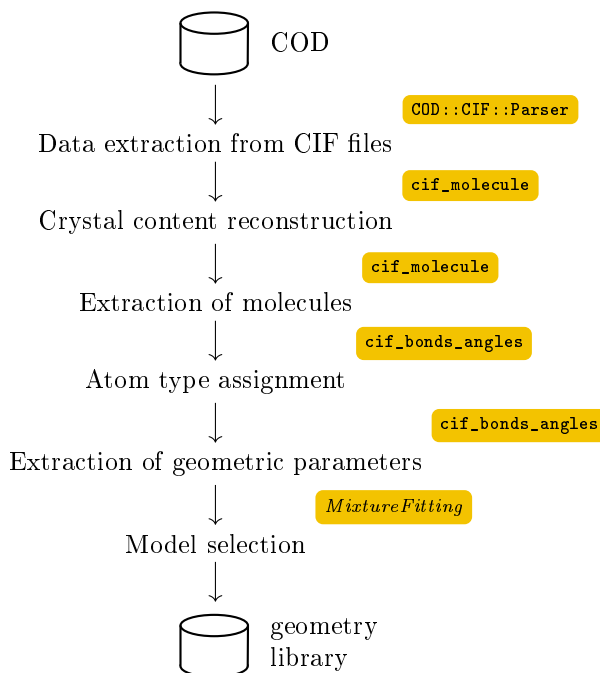 COD
COD::CIF::Parser
Data extraction from CIF files
cif_molecule
Crystal content reconstruction
cif_molecule
Extraction of molecules
cif_bonds_angles
Atom type assignment
cif_bonds_angles
Extraction of geometric parameters
MixtureFitting
Model selection
geometry
library